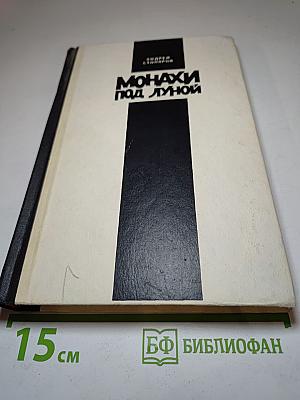 АНДРЕЙ
СТОЛЯРОВ
МОНАХИ
ПОД ЛУНОЙ
15 см
БФ БИБЛИОФАН